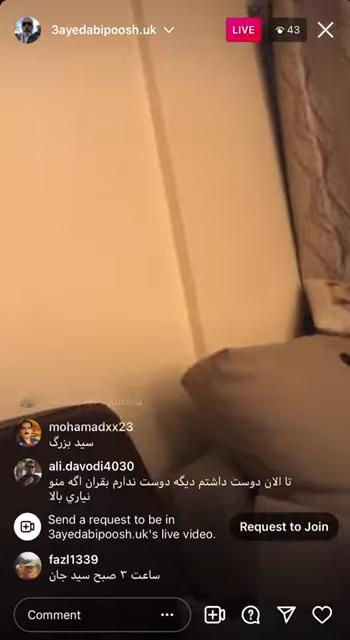 3ayedabipoosh.uk
LIVE
43
joined
mohamadxx23
سید بزرگ
ali.davodi4030
تا الان دوست داشتم دیگه دوست ندارم بقران اگه منو
نیاري بالا
Send a request to be in
3ayedabipoosh.uk's live video.
Request to Join
fazl1339
ساعت ۳ صبح سید جان
Comment